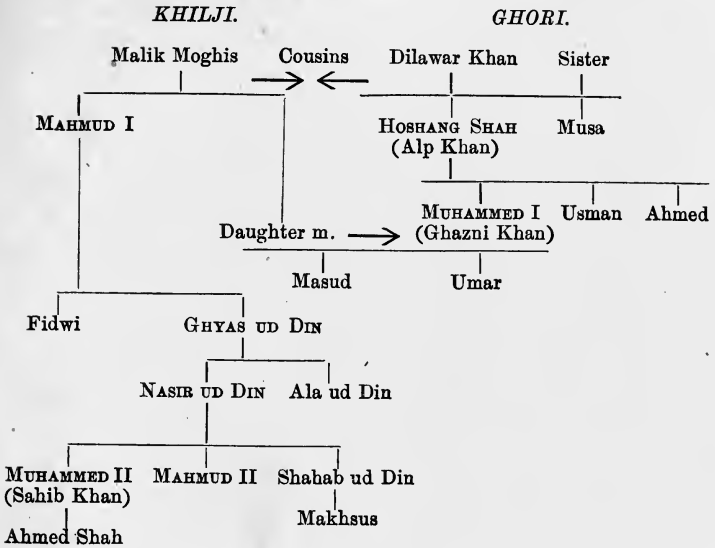 KHILJI. GHORI.
Malik Moghis Cousins Dilawar Khan Sister
MAHMUD I HOSHANG SHAH Musa
(Alp Khan)
MUHAMMED I Usman Ahmed
Daughter m. (Ghazni Khan)
Masud Umar
Fidwi GHYAS UD DIN
NASIR UD DIN Ala ud Din
MUHAMMED II MAHMUD II Shahab ud Din
(Sahib Khan)
Makhsus
Ahmed Shah